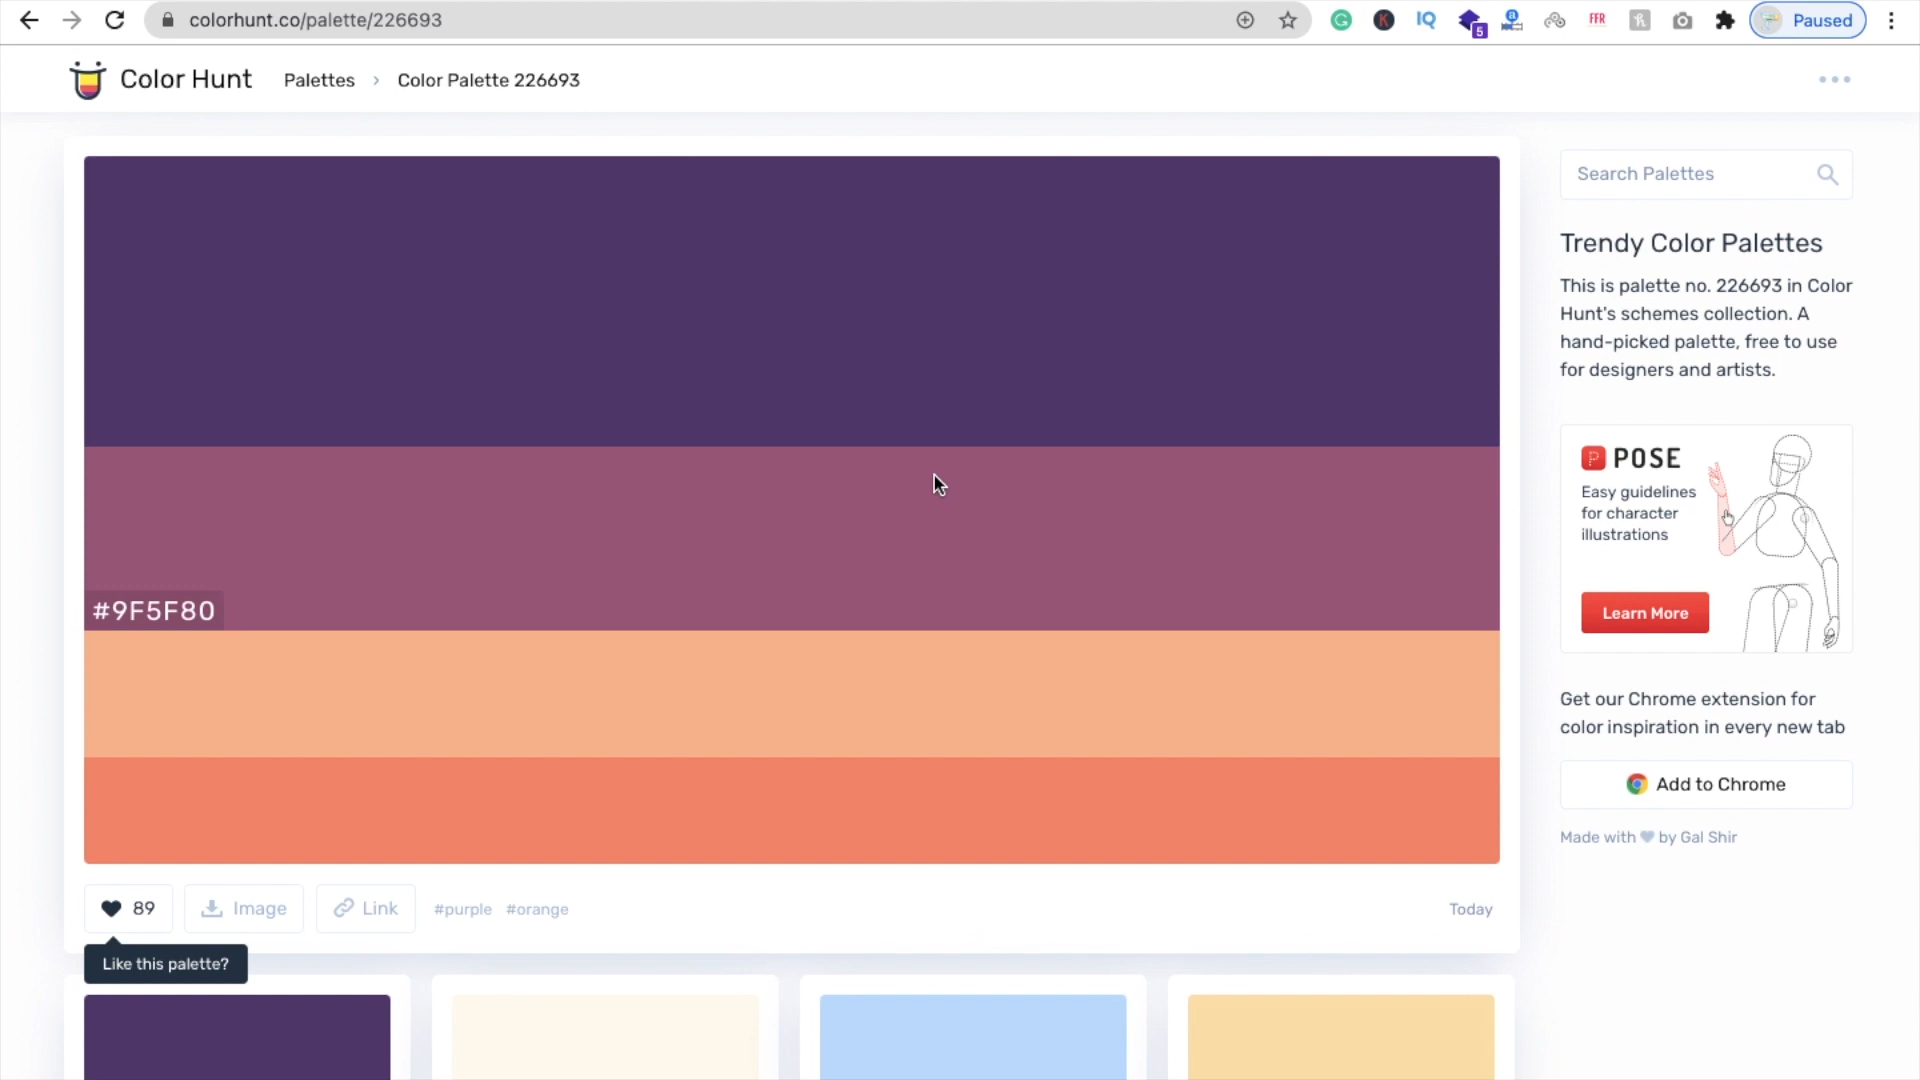 colorhunt.co/palette/226693
IQ
5
a
FFR
Paused
Color Hunt
Palettes
Color Palette 226693
Search Palettes
Trendy Color Palettes
This is palette no. 226693 in Color
Hunt's schemes collection. A
hand-picked palette, free to use
for designers and artists.
P POSE
Easy guidelines
for character
illustrations
Learn More
#9F5F80
Get our Chrome extension for
color inspiration in every new tab
Add to Chrome
Made with by Gal Shir
89
Image
Link
#purple #orange
Today
Like this palette?